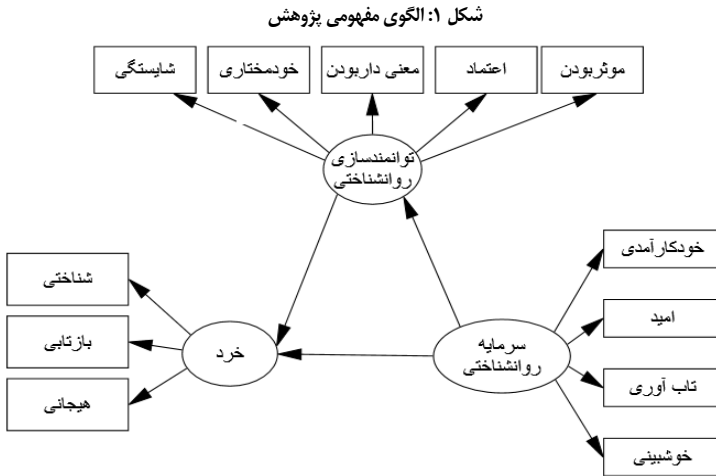 شکل ۱: الگوی مفهومی پژوهش
موثربودن
اعتماد
معنی داربودن
خودمختاری
شایستگی
توانمندسازی
روانشناختی
خودکارآمدی
امید
تاب آوری
خوشبینی
سرمایه
روانشناختی
خرد
شناختی
بازتابی
هیجانی